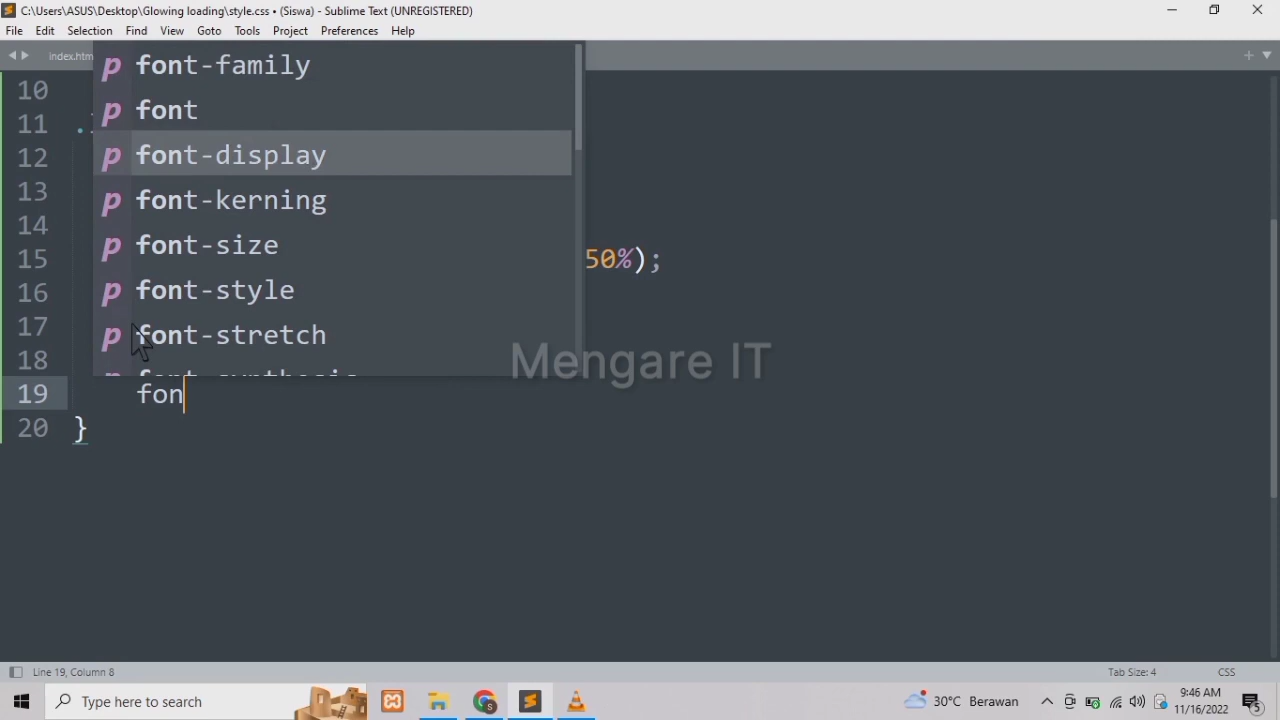 C:\Users\ASUS\Desktop\Glowing loading\style.css • (Siswa) - Sublime Text (UNREGISTERED)
File Edit Selection Find View Goto Tools Project Preferences Help
index.htm
p font-family
p font
p font-display
p font-kerning
p font-size
p font-style
p font-stretch
10
11
12
13
14
15 50%);
16
17
18
19 fon
20 }
Mengare IT
Line 19, Column 8 Tab Size: 4 CSS
Type here to search
30°C Berawan
9:46 AM
11/16/2022
5